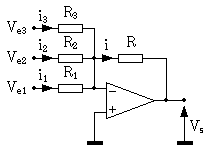 i3 R3
Ve3
i2 R2 i R
Ve2
i1 R1
Ve1
−
+
Vs